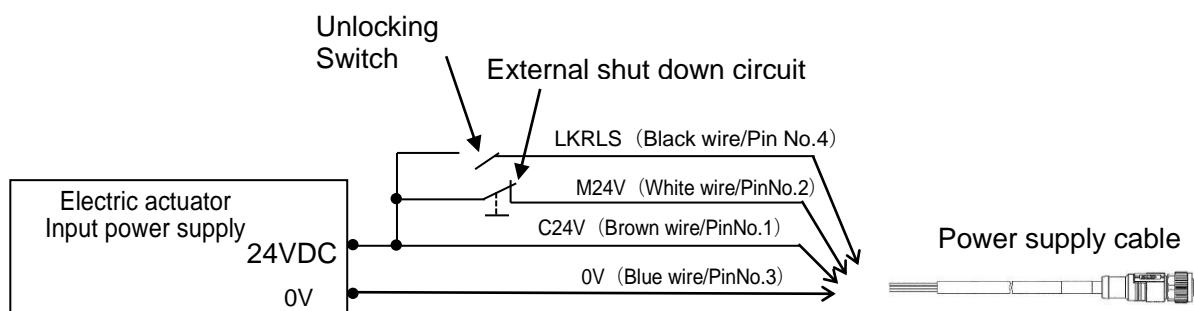 Unlocking
Switch
External shut down circuit
LKRLS（Black wire/Pin No.4）
M24V（White wire/PinNo.2）
Electric actuator
Input power supply
C24V（Brown wire/PinNo.1）
24VDC
Power supply cable
0V（Blue wire/PinNo.3）
0V